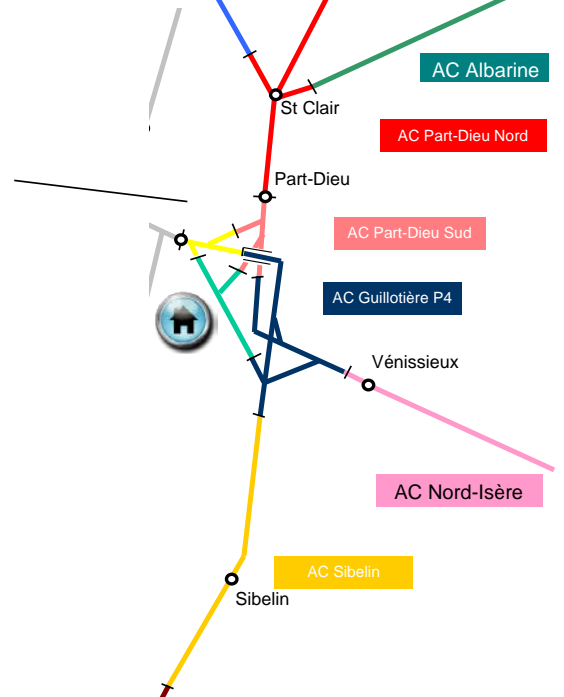 AC Albarine
St Clair
AC Part-Dieu Nord
Part-Dieu
AC Part-Dieu Sud
AC Guillotière P4
Vénissieux
AC Nord-Isère
AC Sibelin
Sibelin